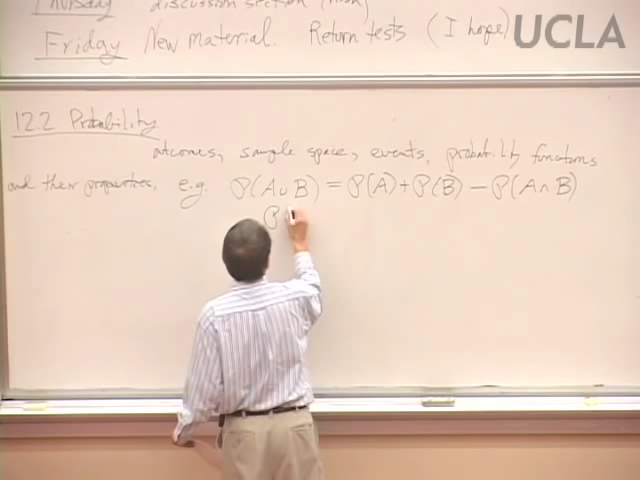 Thursday discussion section
Friday New material. Return tests (I hope)
UCLA
12.2 Probability
outcomes, sample space, events, probability functions
and their properties, e.g. P(A∪B) = P(A) + P(B) − P(A∩B)
P